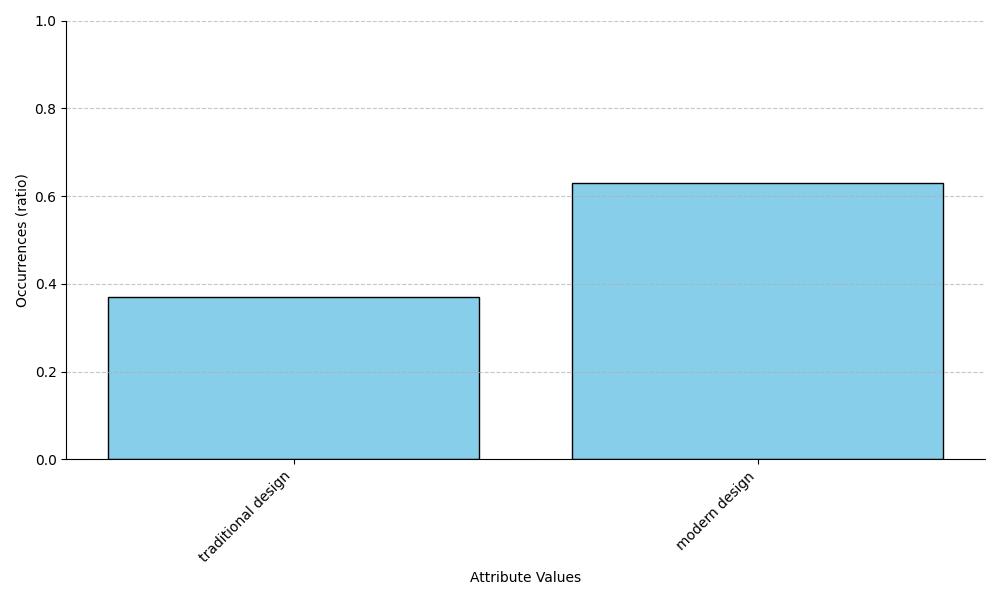 1.0
0.8
0.6
0.4
0.2
0.0
Occurrences (ratio)
traditional design
modern design
Attribute Values